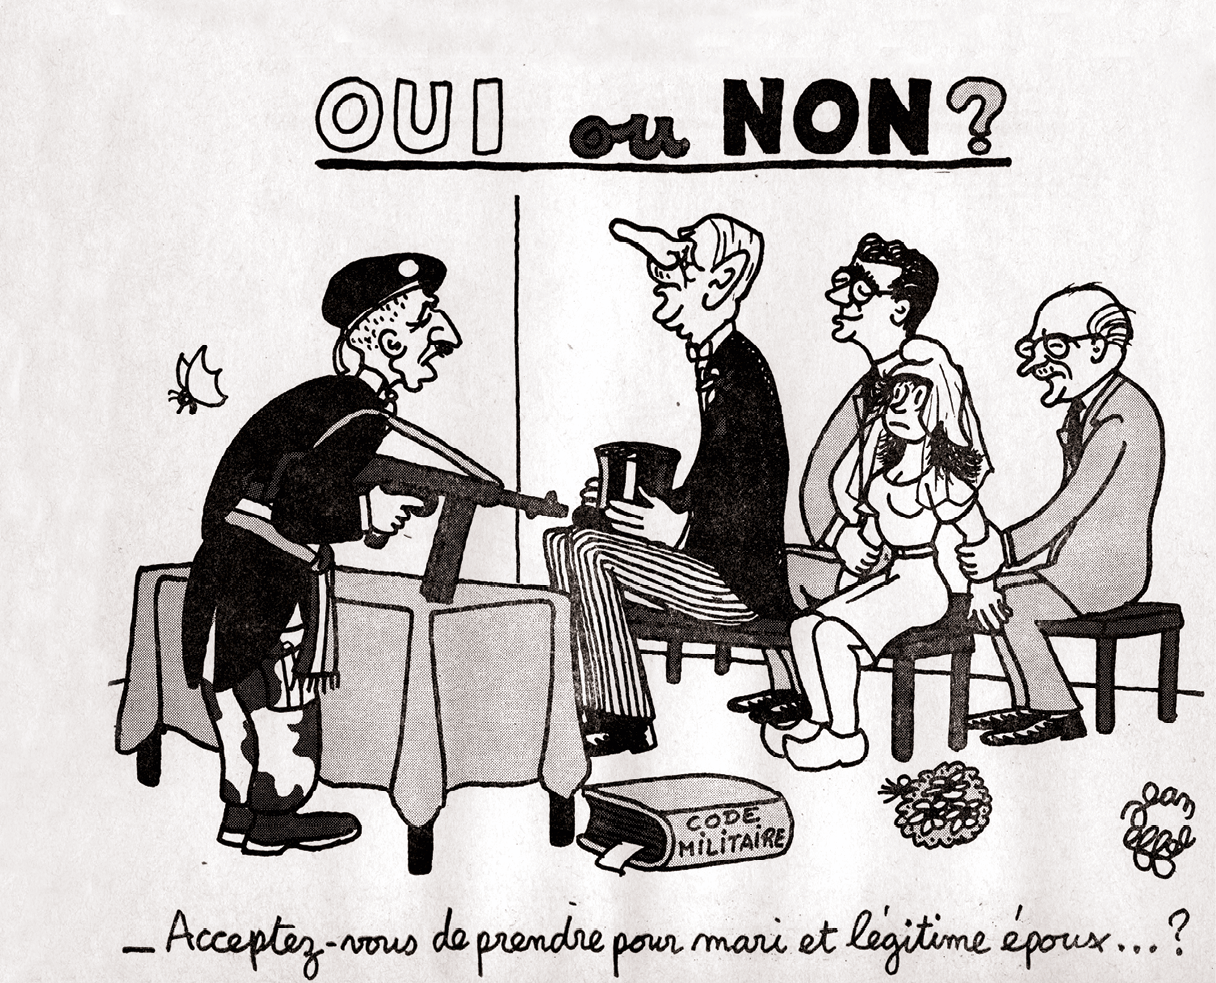 OUI ou NON?
CODE
MILITAIRE
jean
effel
— Acceptez-vous de prendre pour mari et légitime époux...?